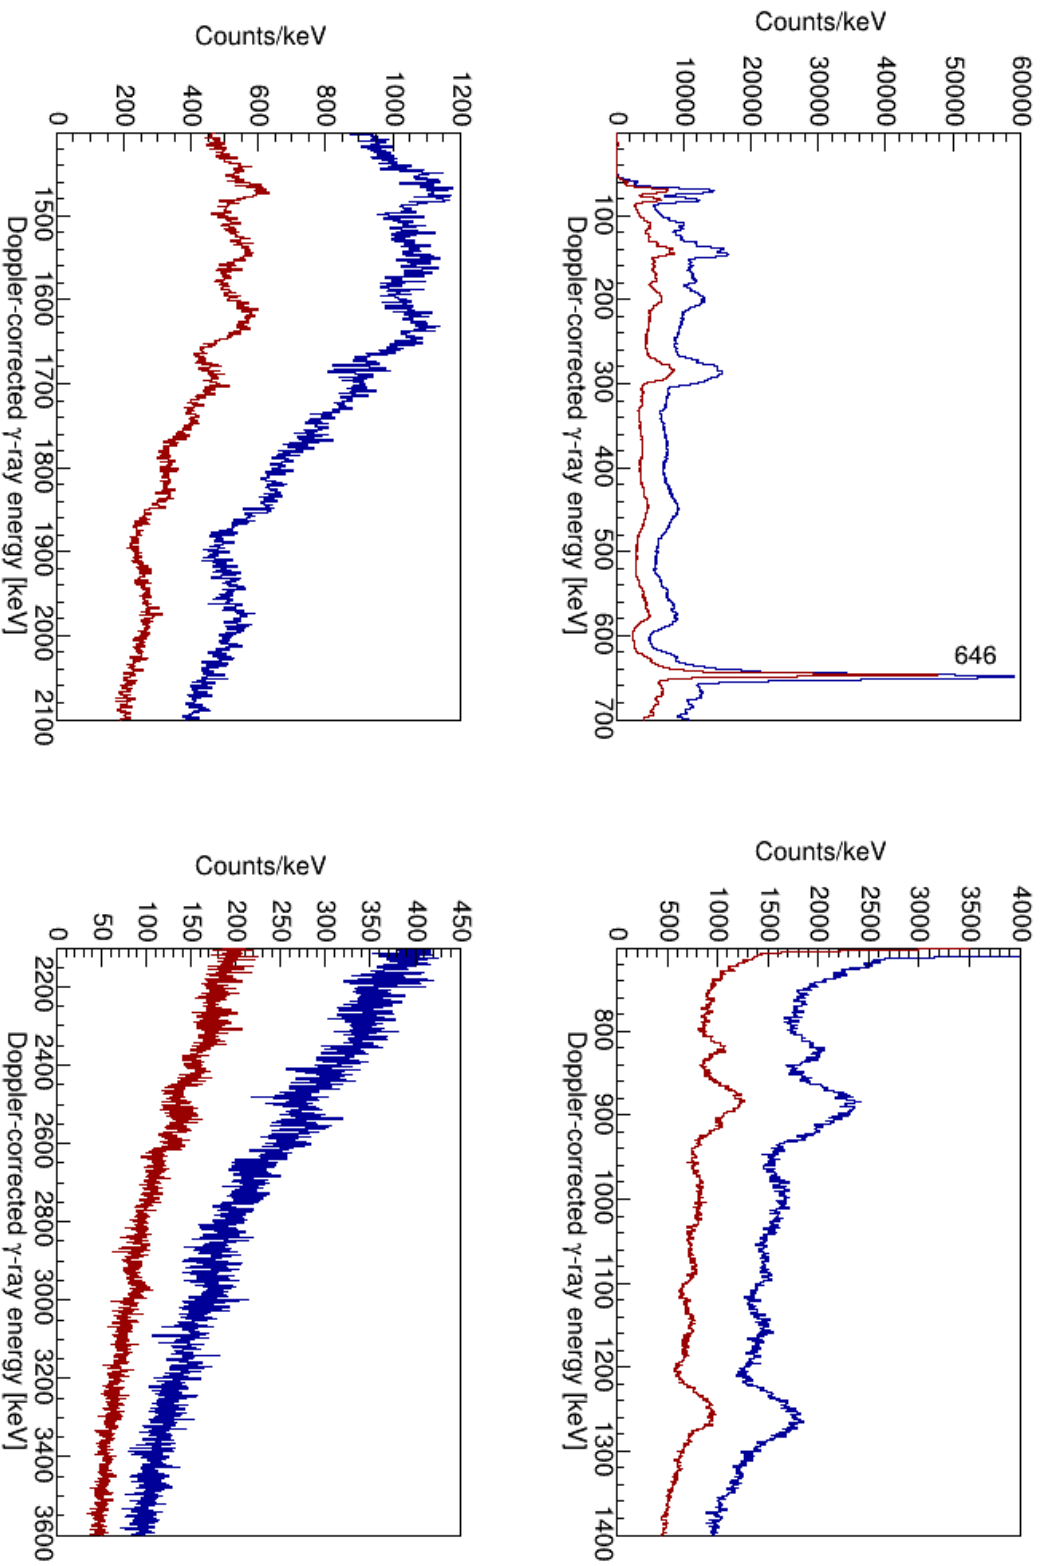 Counts/keV
60000
50000
40000
30000
20000
10000
0
646
100 200 300 400 500 600 700
Doppler-corrected γ-ray energy [keV]
Counts/keV
4000
3500
3000
2500
2000
1500
1000
500
0
800 900 1000 1100 1200 1300 1400
Doppler-corrected γ-ray energy [keV]
Counts/keV
1200
1000
800
600
400
200
0
1500 1600 1700 1800 1900 2000 2100
Doppler-corrected γ-ray energy [keV]
Counts/keV
450
400
350
300
250
200
150
100
50
0
2200 2400 2600 2800 3000 3200 3400 3600
Doppler-corrected γ-ray energy [keV]